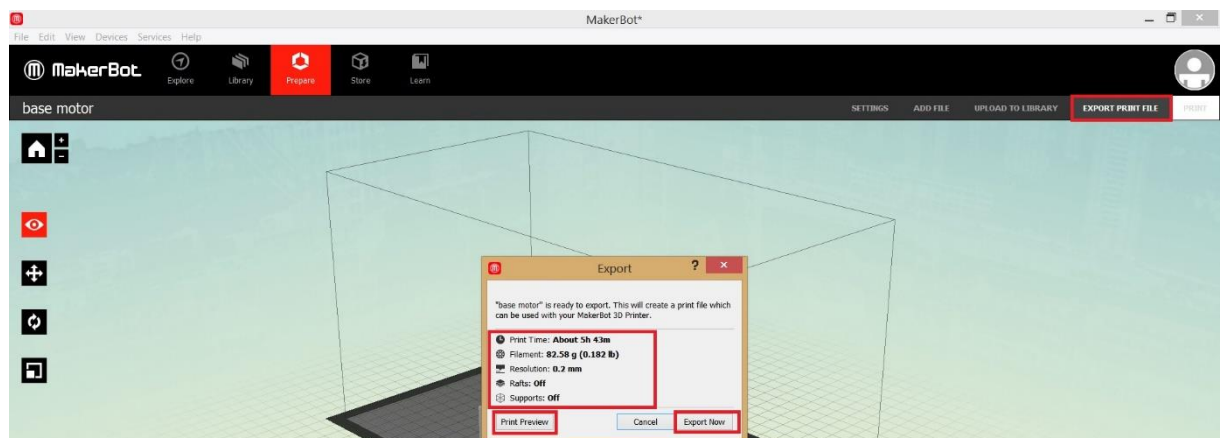 MakerBot*
File Edit View Devices Services Help
MakerBot. Explore Library Prepare Store Learn
base motor SETTINGS ADD FILE UPLOAD TO LIBRARY EXPORT PRINT FILE PRINT
+
-
Export ? ×
"base motor" is ready to export. This will create a print file which
can be used with your MakerBot 3D Printer.
Print Time: About 5h 43m
Filament: 82.58 g (0.182 lb)
Resolution: 0.2 mm
Rafts: Off
Supports: Off
Print Preview Cancel Export Now